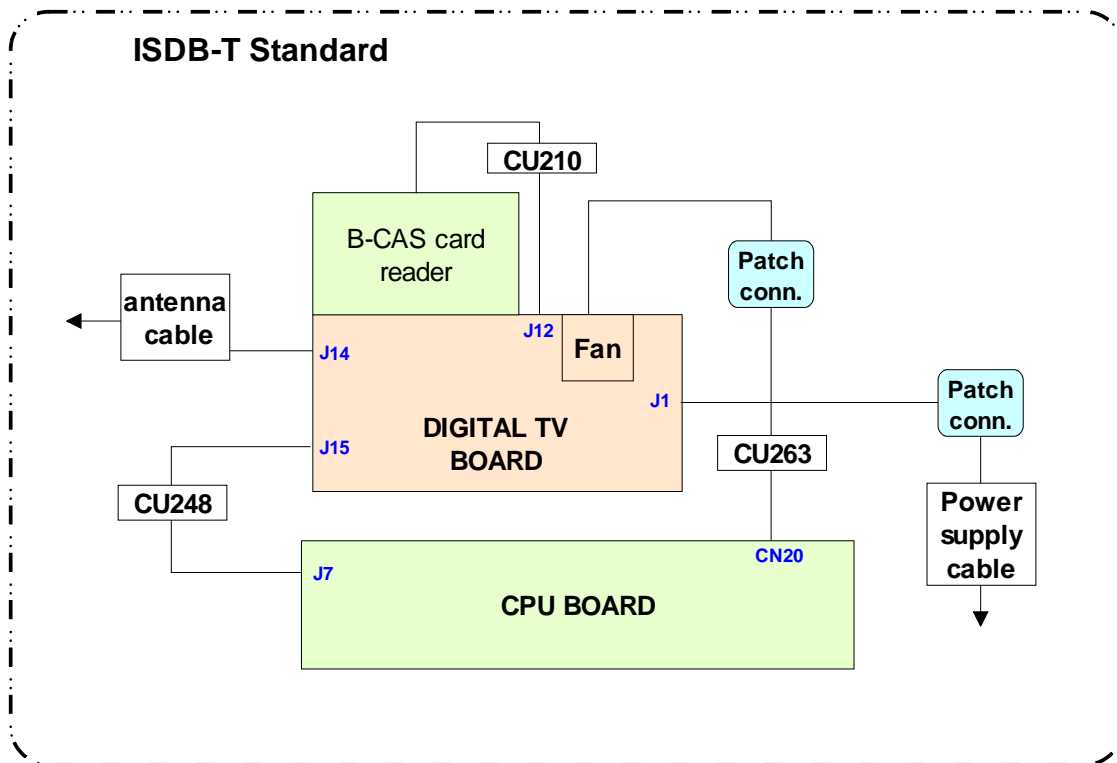 ISDB-T Standard
CU210
B-CAS card
reader
Patch
conn.
antenna
cable
J12
Fan
J14
J1
Patch
conn.
DIGITAL TV
BOARD
J15
CU263
CU248
Power
supply
cable
CN20
J7
CPU BOARD